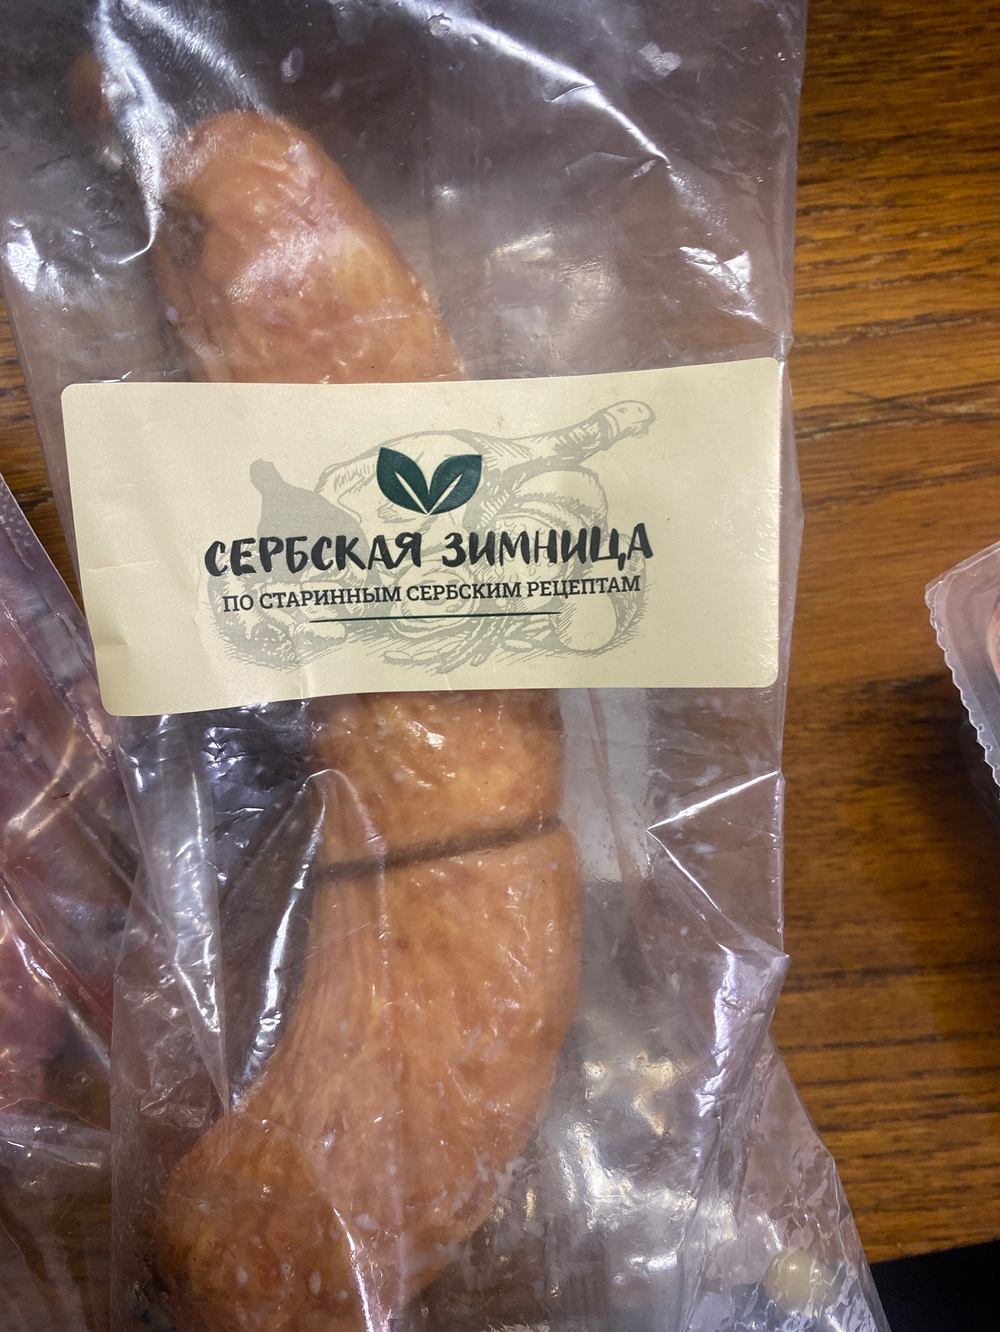 СЕРБСКАЯ ЗИМНИЦА
ПО СТАРИННЫМ СЕРБСКИМ РЕЦЕПТАМ